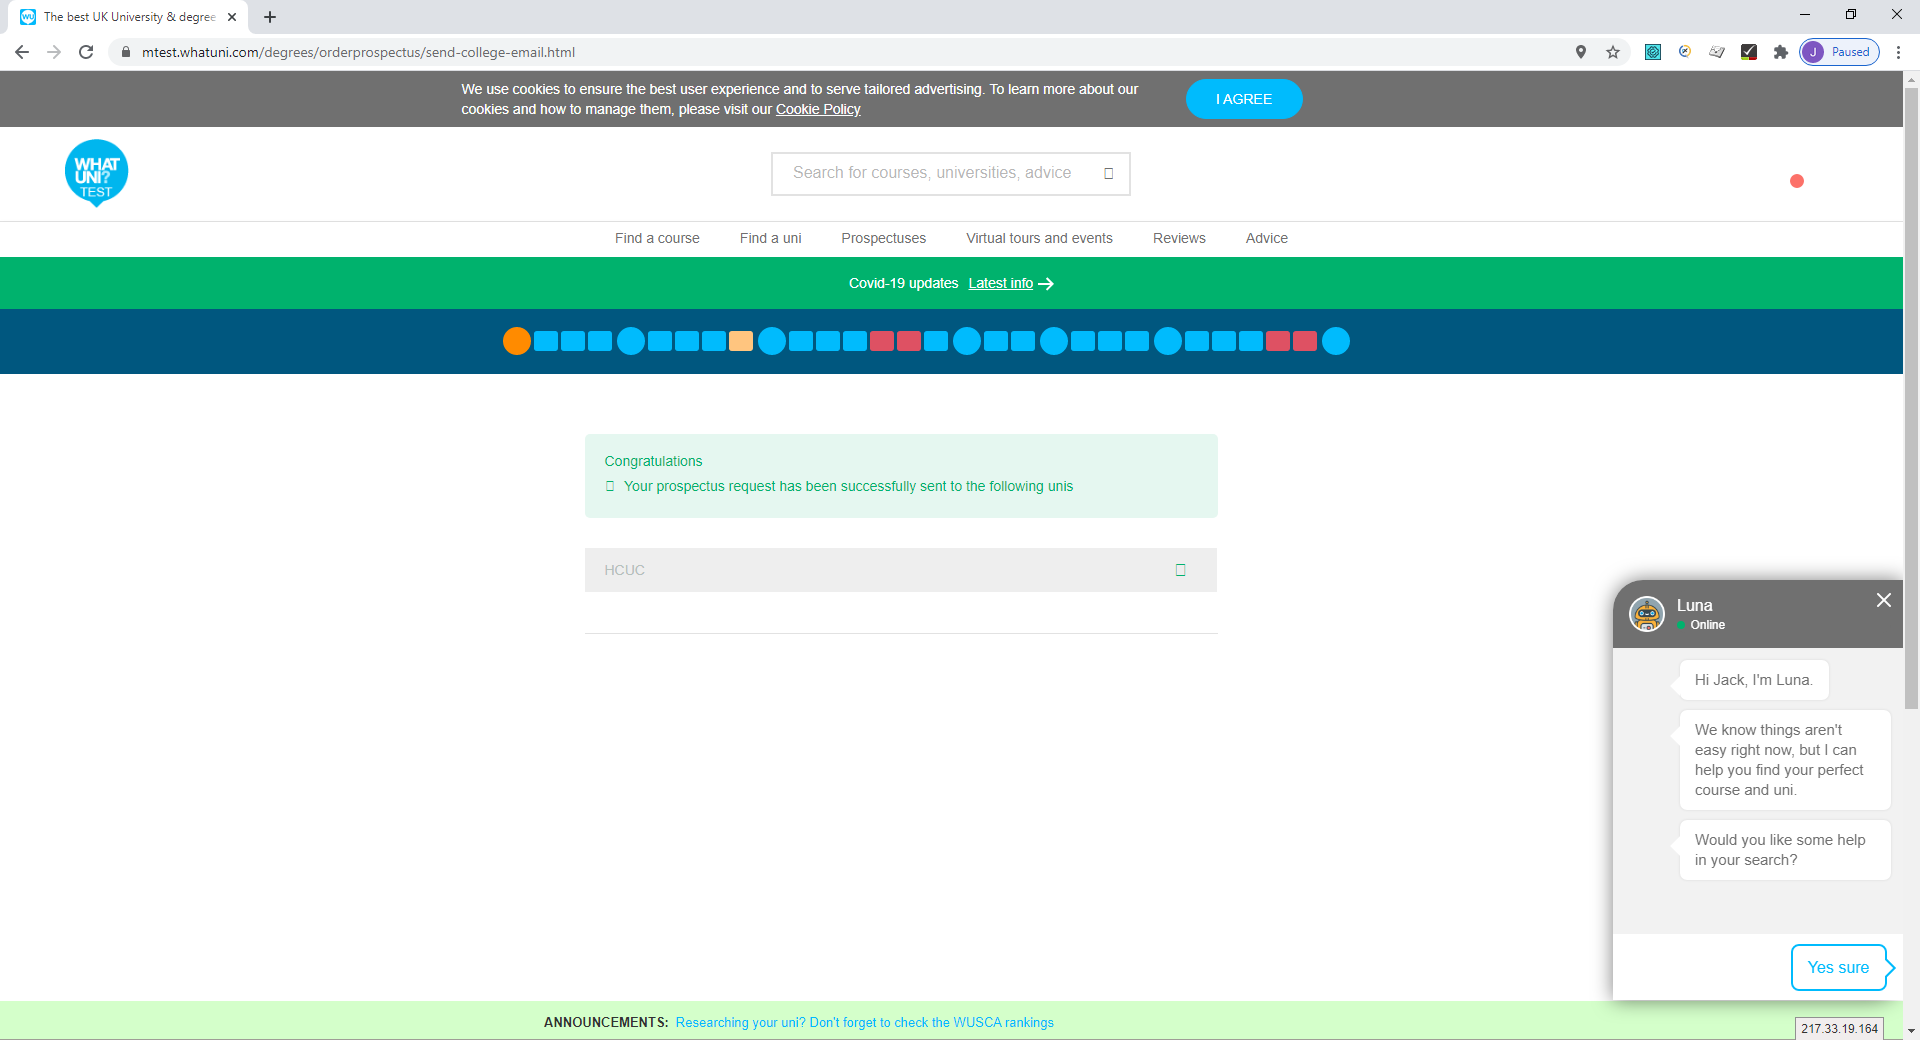 The best UK University & degree
mtest.whatuni.com/degrees/orderprospectus/send-college-email.html
J Paused
We use cookies to ensure the best user experience and to serve tailored advertising. To learn more about our
cookies and how to manage them, please visit our Cookie Policy
I AGREE
WHAT
UNI?
TEST
Search for courses, universities, advice
Find a course Find a uni Prospectuses Virtual tours and events Reviews Advice
Covid-19 updates Latest info
Congratulations
Your prospectus request has been successfully sent to the following unis
HCUC
Luna
Online
Hi Jack, I'm Luna.
We know things aren't
easy right now, but I can
help you find your perfect
course and uni.
Would you like some help
in your search?
Yes sure
ANNOUNCEMENTS: Researching your uni? Don't forget to check the WUSCA rankings
217.33.19.164